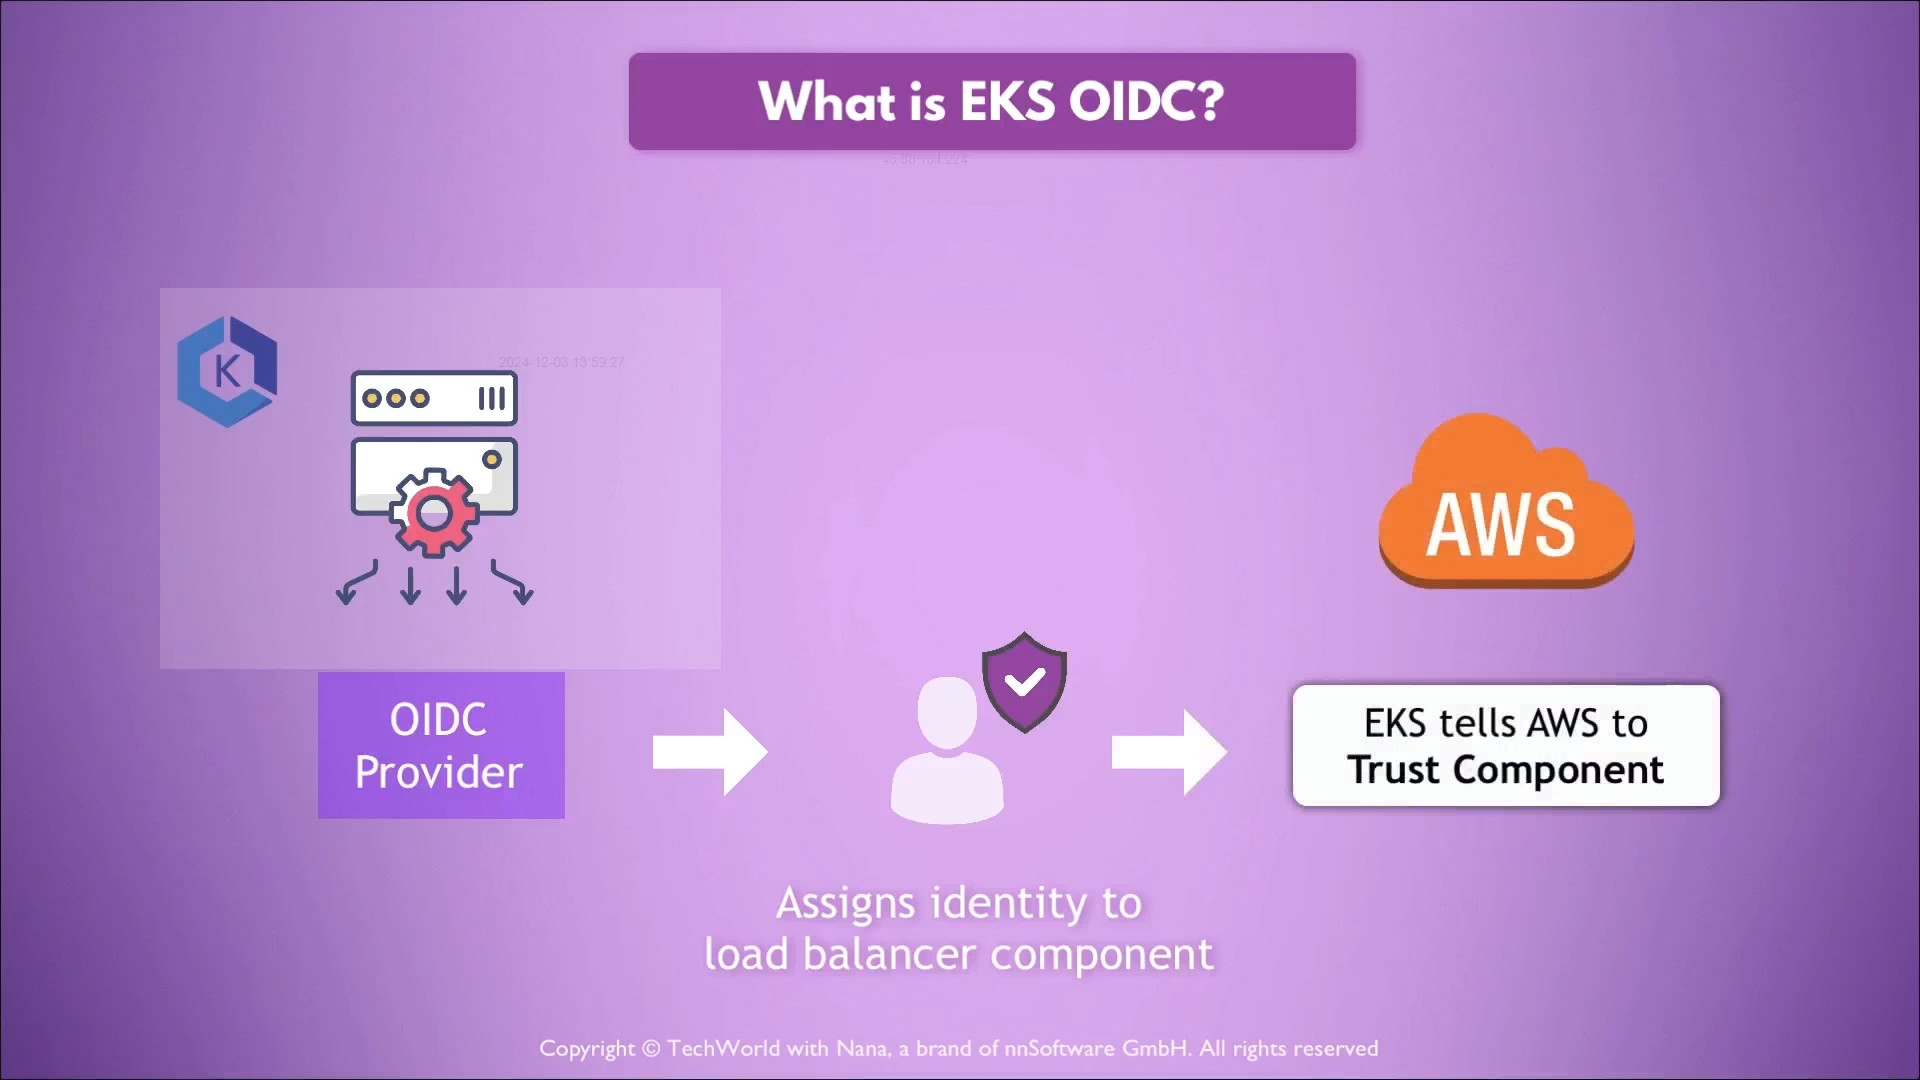 What is EKS OIDC?
K
2024-12-03 13:59:27
AWS
OIDC
Provider
EKS tells AWS to
Trust Component
Assigns identity to
load balancer component
Copyright © TechWorld with Nana, a brand of nnSoftware GmbH. All rights reserved